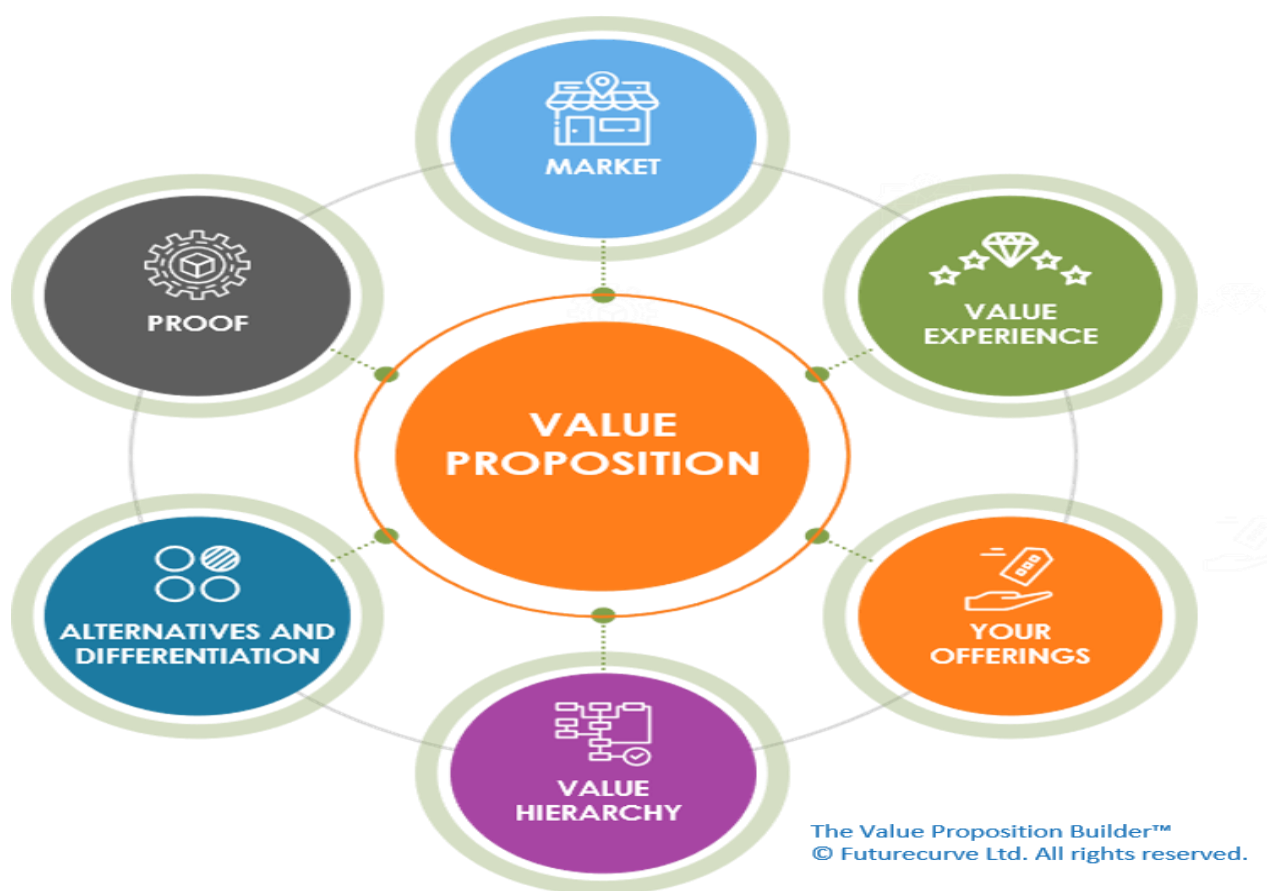 MARKET
VALUE
EXPERIENCE
YOUR
OFFERINGS
VALUE
HIERARCHY
ALTERNATIVES AND
DIFFERENTIATION
PROOF
VALUE
PROPOSITION
The Value Proposition Builder™
© Futurecurve Ltd. All rights reserved.